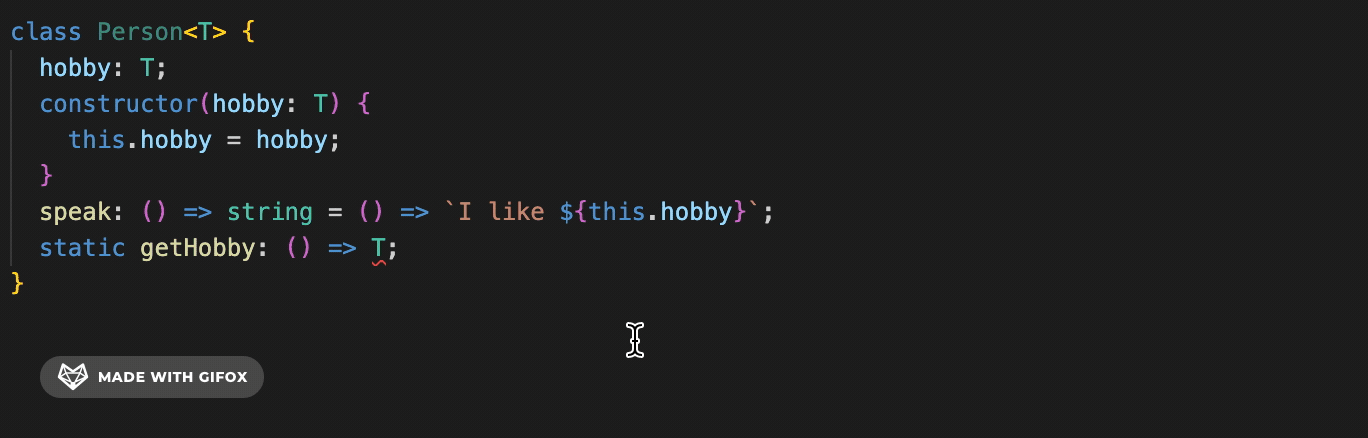 class Person<T> {
  hobby: T;
  constructor(hobby: T) {
    this.hobby = hobby;
  }
  speak: () => string = () => `I like ${this.hobby}`;
  static getHobby: () => T;
}
MADE WITH GIFOX